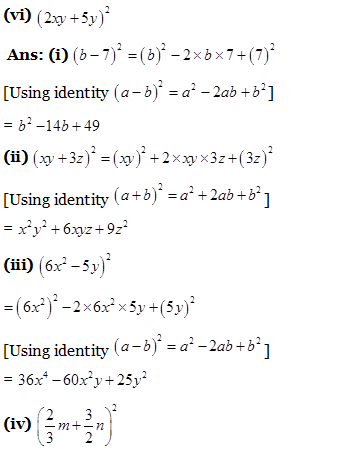 (vi) (2xy + 5y)²
Ans: (i) (b – 7)² = (b)² – 2 × b × 7 + (7)²
[Using identity (a – b)² = a² – 2ab + b²]
= b² – 14b + 49
(ii) (xy + 3z)² = (xy)² + 2 × xy × 3z + (3z)²
[Using identity (a + b)² = a² + 2ab + b²]
= x²y² + 6xyz + 9z²
(iii) (6x² – 5y)²
= (6x²)² – 2 × 6x² × 5y + (5y)²
[Using identity (a – b)² = a² – 2ab + b²]
= 36x⁴ – 60x²y + 25y²
(iv) (2/3 m + 3/2 n)²